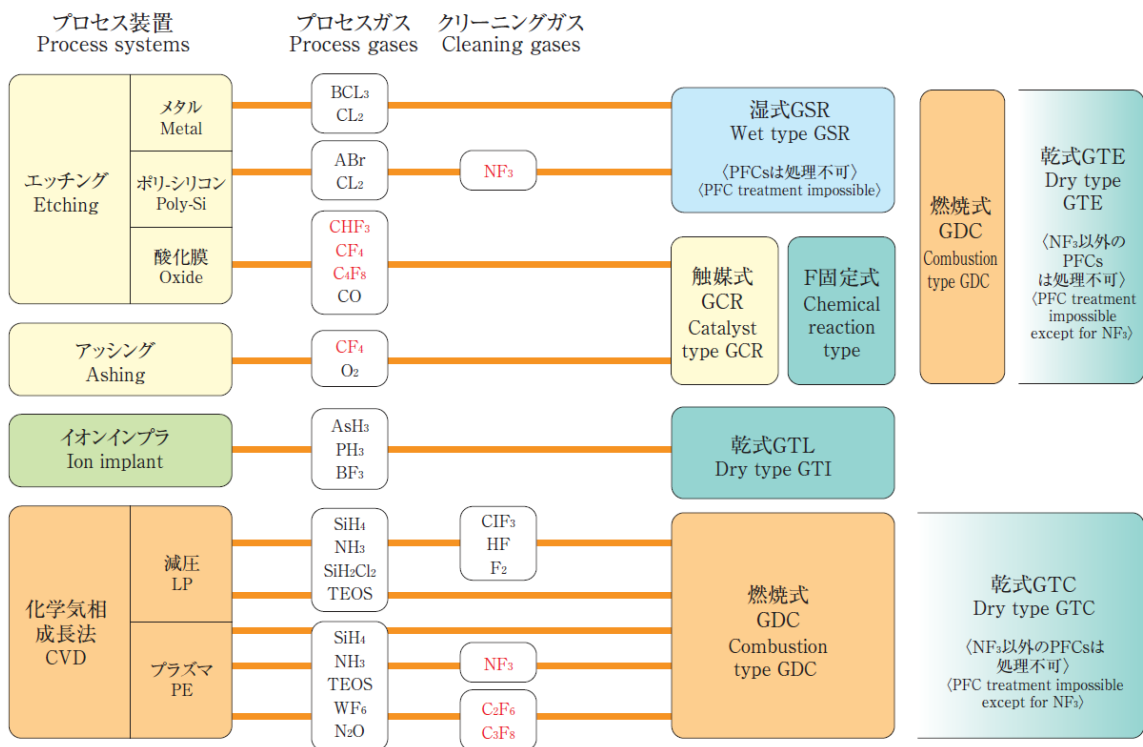 プロセス装置
Process systems
プロセスガス
Process gases
クリーニングガス
Cleaning gases
エッチング
Etching
メタル
Metal
BCL₃
CL₂
ポリ-シリコン
Poly-Si
ABr
CL₂
NF₃
酸化膜
Oxide
CHF₃
CF₄
C₄F₈
CO
湿式GSR
Wet type GSR
〈PFCsは処理不可〉
〈PFC treatment impossible〉
触媒式
GCR
Catalyst
type GCR
F固定式
Chemical
reaction
type
燃焼式
GDC
Combustion
type GDC
乾式GTE
Dry type
GTE
〈NF₃以外の
PFCs
は処理不可〉
〈PFC treatment
impossible
except for NF₃〉
アッシング
Ashing
CF₄
O₂
イオンインプラ
Ion implant
AsH₃
PH₃
BF₃
乾式GTL
Dry type GTI
化学気相
成長法
CVD
減圧
LP
SiH₄
NH₃
SiH₂Cl₂
TEOS
CIF₃
HF
F₂
プラズマ
PE
SiH₄
NH₃
TEOS
WF₆
N₂O
NF₃
C₂F₆
C₃F₈
燃焼式
GDC
Combustion
type GDC
乾式GTC
Dry type GTC
〈NF₃以外のPFCsは
処理不可〉
〈PFC treatment impossible
except for NF₃〉